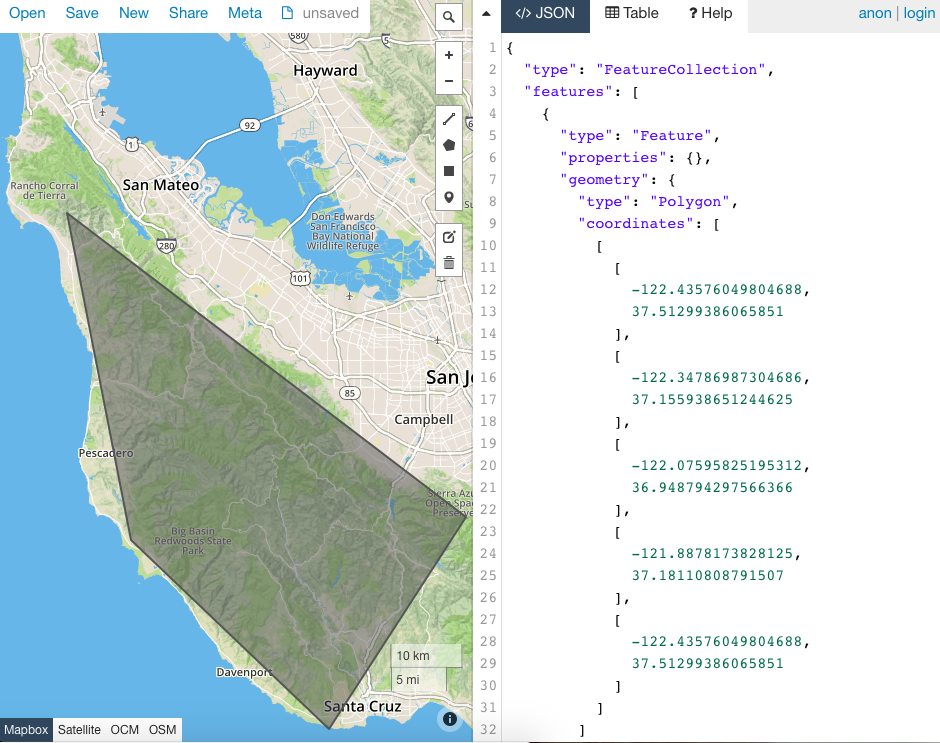 Open Save New Share Meta unsaved
</> JSON Table ? Help
anon | login
580
5
Hayward
+
−
92
1
San Mateo
Rancho Corral
de Tierra
Don Edwards
San Francisco
Bay National
Wildlife Refuge
280
101
San J
85
Campbell
Pescadero
Sierra Azu
Open Spac
Preserve
Big Basin
Redwoods State
Park
10 km
5 mi
Davenport
Santa Cruz
i
Mapbox Satellite OCM OSM
1 {
2 "type": "FeatureCollection",
3 "features": [
4 {
5 "type": "Feature",
6 "properties": {},
7 "geometry": {
8 "type": "Polygon",
9 "coordinates": [
10 [
11 [
12 -122.43576049804688,
13 37.51299386065851
14 ],
15 [
16 -122.34786987304686,
17 37.155938651244625
18 ],
19 [
20 -122.07595825195312,
21 36.948794297566366
22 ],
23 [
24 -121.8878173828125,
25 37.18110808791507
26 ],
27 [
28 -122.43576049804688,
29 37.51299386065851
30 ]
31 ]
32 ]